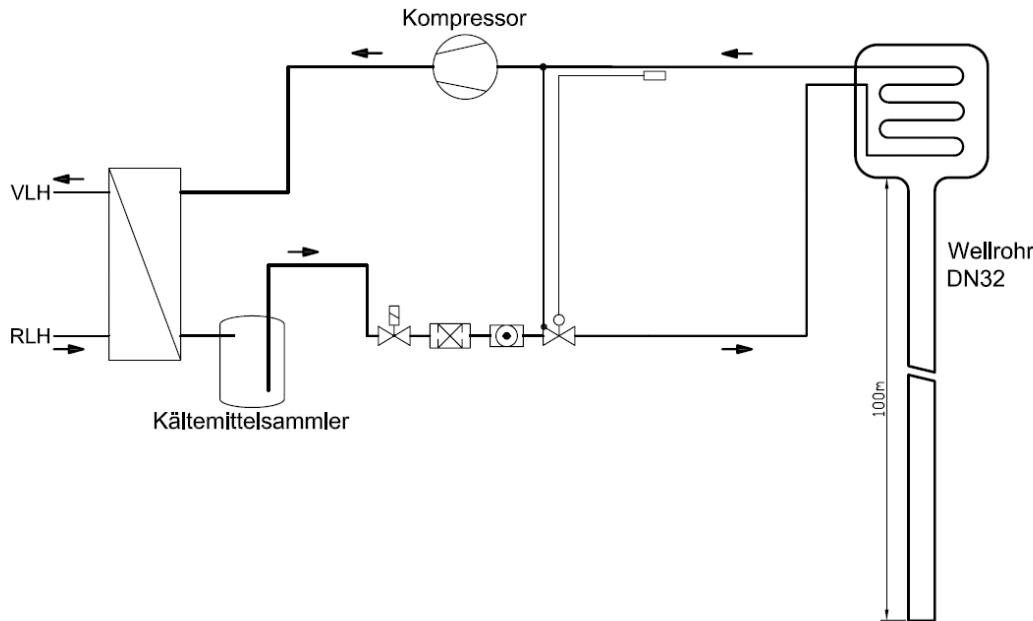 Kompressor
VLH
Wellrohr
DN32
RLH
100m
Kältemittelsammler